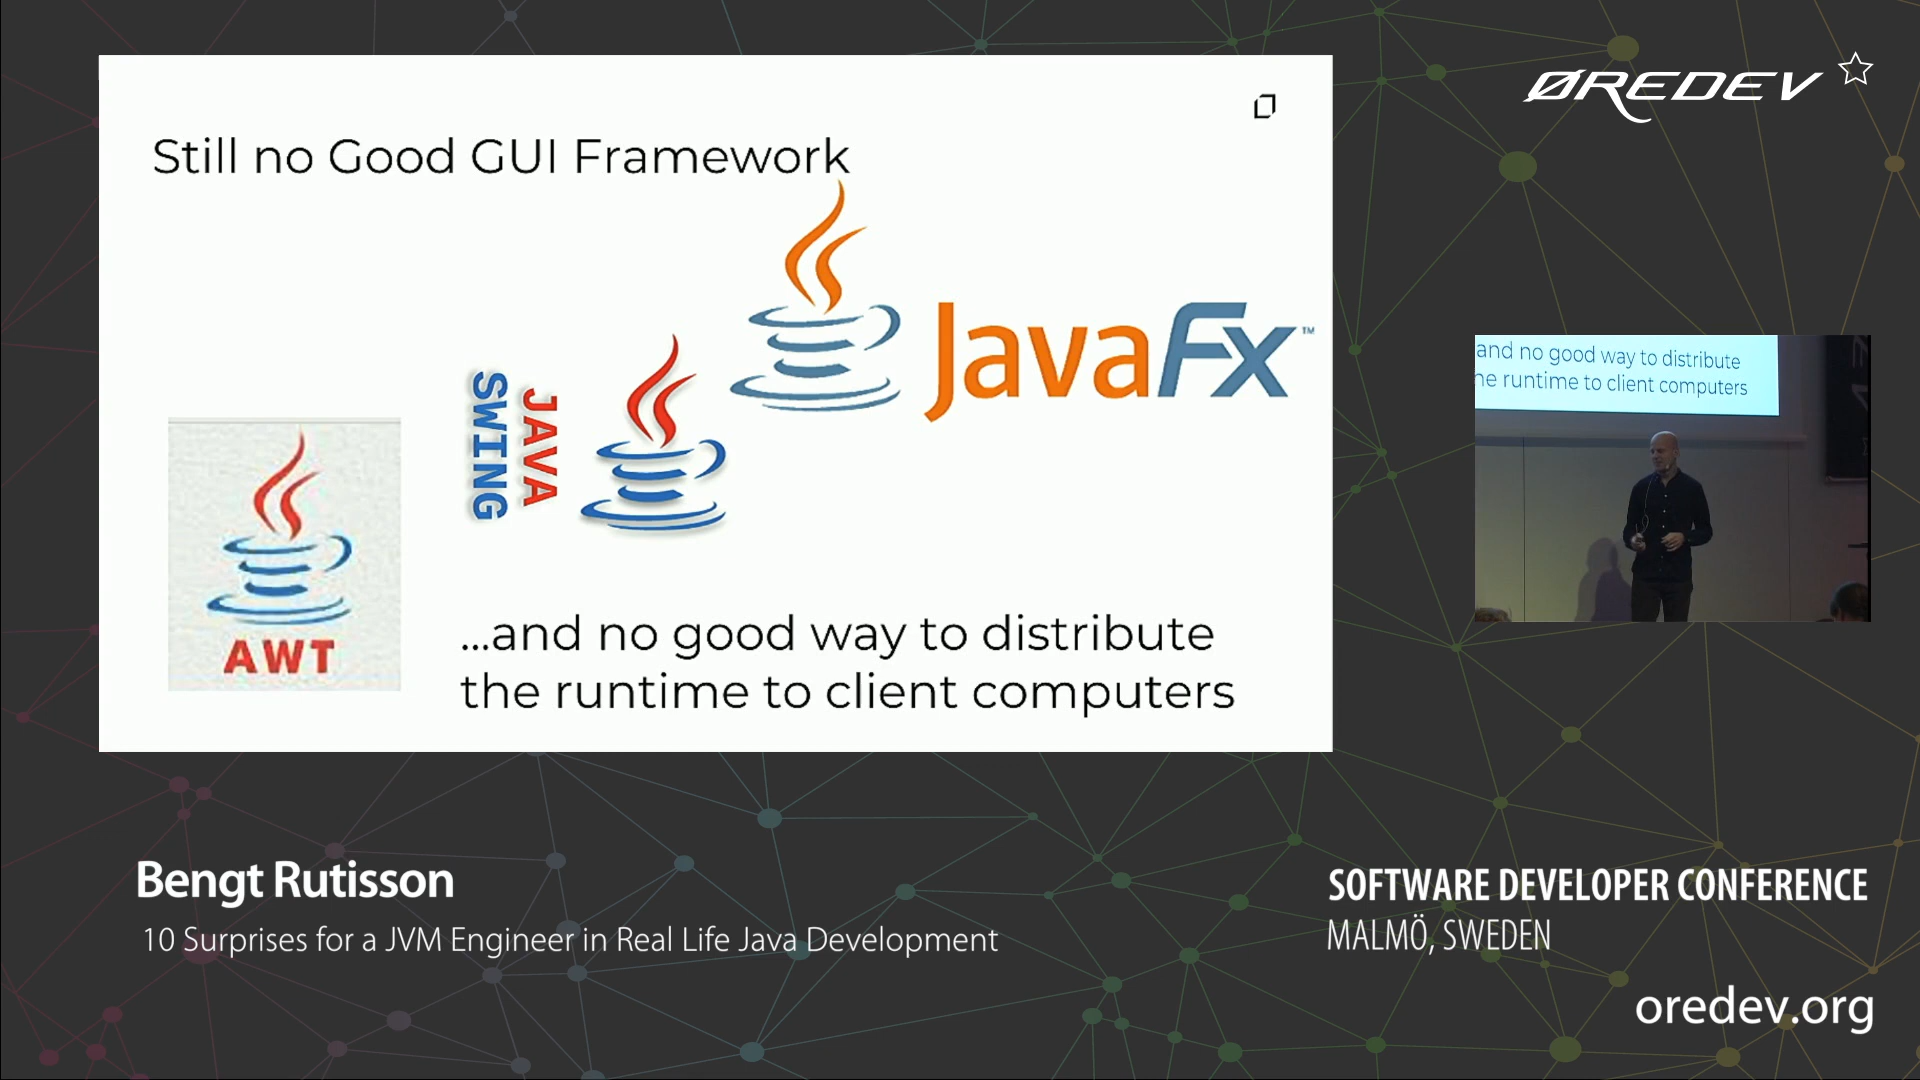 ØREDEV
Still no Good GUI Framework
JavaFx™
JAVA
SWING
AWT
...and no good way to distribute
the runtime to client computers
and no good way to distribute
he runtime to client computers
Bengt Rutisson
10 Surprises for a JVM Engineer in Real Life Java Development
SOFTWARE DEVELOPER CONFERENCE
MALMÖ, SWEDEN
oredev.org